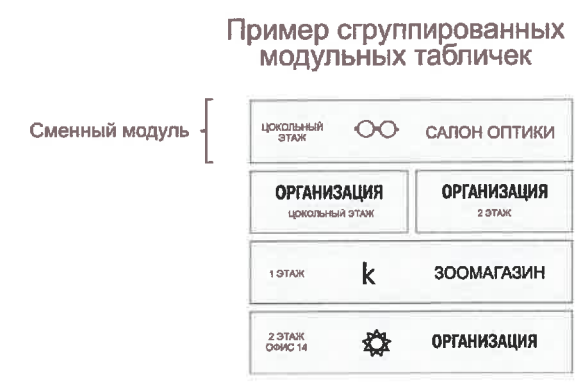 Пример сгруппированных
модульных табличек
Сменный модуль
ЦОКОЛЬНЫЙ
ЭТАЖ
САЛОН ОПТИКИ
ОРГАНИЗАЦИЯ
ЦОКОЛЬНЫЙ ЭТАЖ
ОРГАНИЗАЦИЯ
2 ЭТАЖ
1 ЭТАЖ
k
ЗООМАГАЗИН
2 ЭТАЖ
ОФИС 14
ОРГАНИЗАЦИЯ